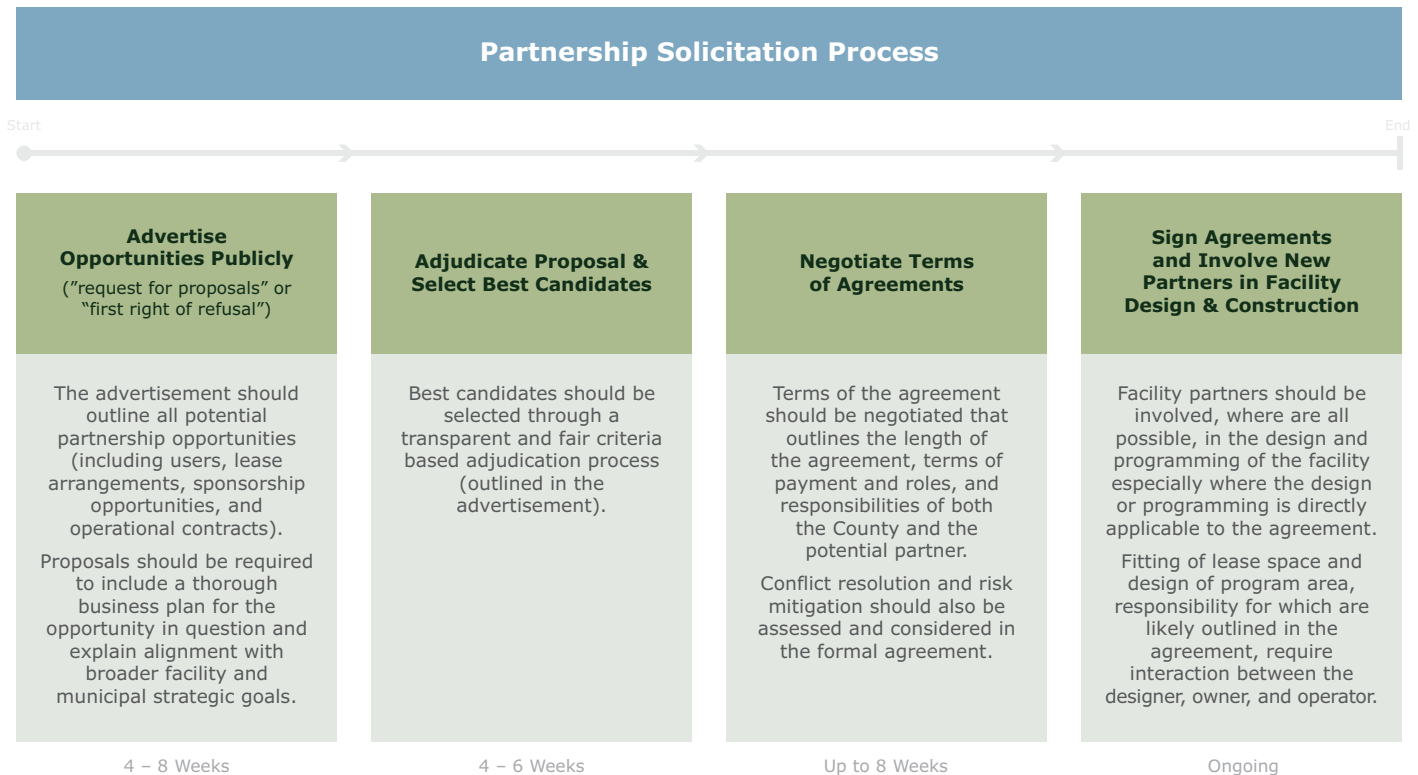 Partnership Solicitation Process
Start
End
Advertise
Opportunities Publicly
(”request for proposals” or
“first right of refusal”)
The advertisement should
outline all potential
partnership opportunities
(including users, lease
arrangements, sponsorship
opportunities, and
operational contracts).
Proposals should be required
to include a thorough
business plan for the
opportunity in question and
explain alignment with
broader facility and
municipal strategic goals.
4 – 8 Weeks
Adjudicate Proposal &
Select Best Candidates
Best candidates should be
selected through a
transparent and fair criteria
based adjudication process
(outlined in the
advertisement).
4 – 6 Weeks
Negotiate Terms
of Agreements
Terms of the agreement
should be negotiated that
outlines the length of
the agreement, terms of
payment and roles, and
responsibilities of both
the County and the
potential partner.
Conflict resolution and risk
mitigation should also be
assessed and considered in
the formal agreement.
Up to 8 Weeks
Sign Agreements
and Involve New
Partners in Facility
Design & Construction
Facility partners should be
involved, where are all
possible, in the design and
programming of the facility
especially where the design
or programming is directly
applicable to the agreement.
Fitting of lease space and
design of program area,
responsibility for which are
likely outlined in the
agreement, require
interaction between the
designer, owner, and operator.
Ongoing